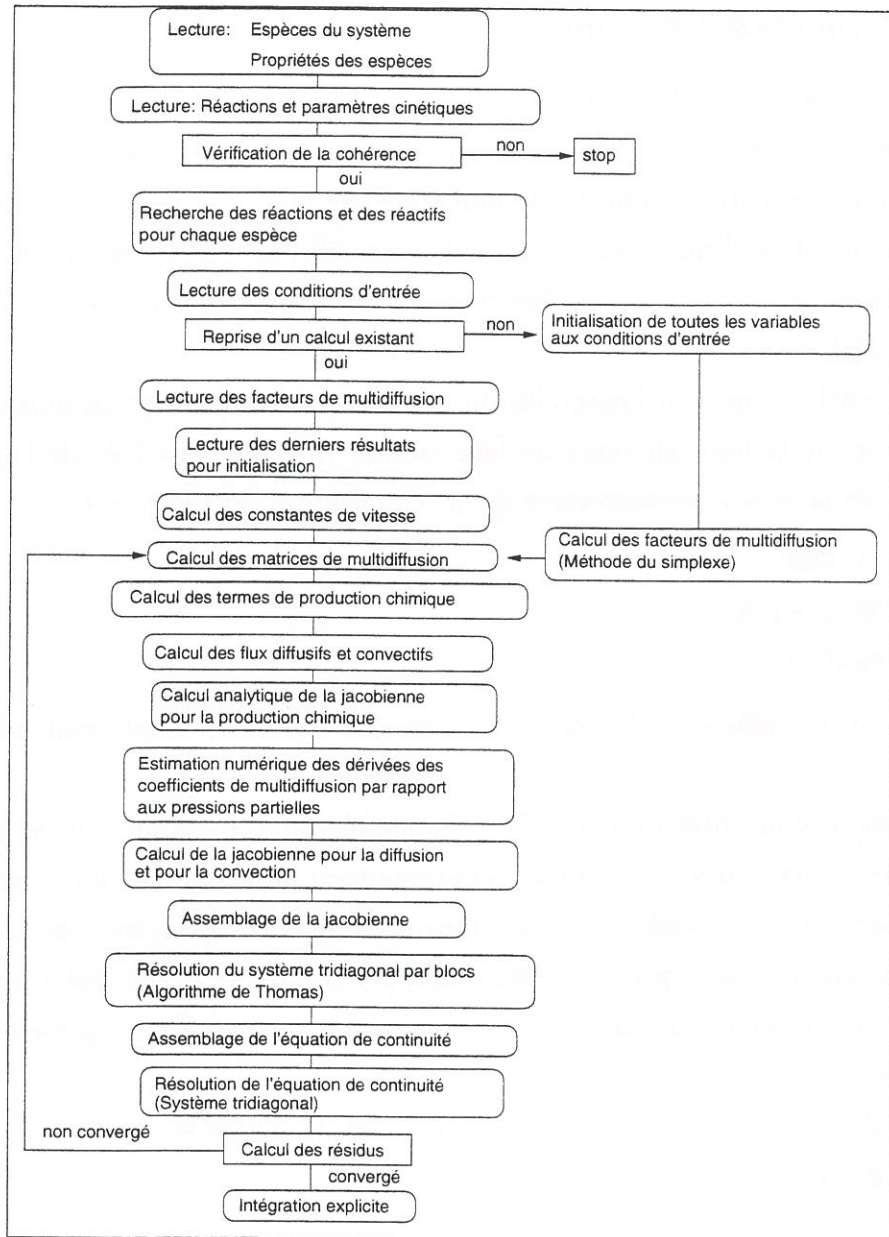 Lecture: Espèces du système
Propriétés des espèces
Lecture: Réactions et paramètres cinétiques
Vérification de la cohérence
non
stop
oui
Recherche des réactions et des réactifs
pour chaque espèce
Lecture des conditions d'entrée
Reprise d'un calcul existant
non
Initialisation de toutes les variables
aux conditions d'entrée
oui
Lecture des facteurs de multidiffusion
Lecture des derniers résultats
pour initialisation
Calcul des constantes de vitesse
Calcul des matrices de multidiffusion
Calcul des facteurs de multidiffusion
(Méthode du simplexe)
Calcul des termes de production chimique
Calcul des flux diffusifs et convectifs
Calcul analytique de la jacobienne
pour la production chimique
Estimation numérique des dérivées des
coefficients de multidiffusion par rapport
aux pressions partielles
Calcul de la jacobienne pour la diffusion
et pour la convection
Assemblage de la jacobienne
Résolution du système tridiagonal par blocs
(Algorithme de Thomas)
Assemblage de l'équation de continuité
Résolution de l'équation de continuité
(Système tridiagonal)
non convergé
Calcul des résidus
convergé
Intégration explicite